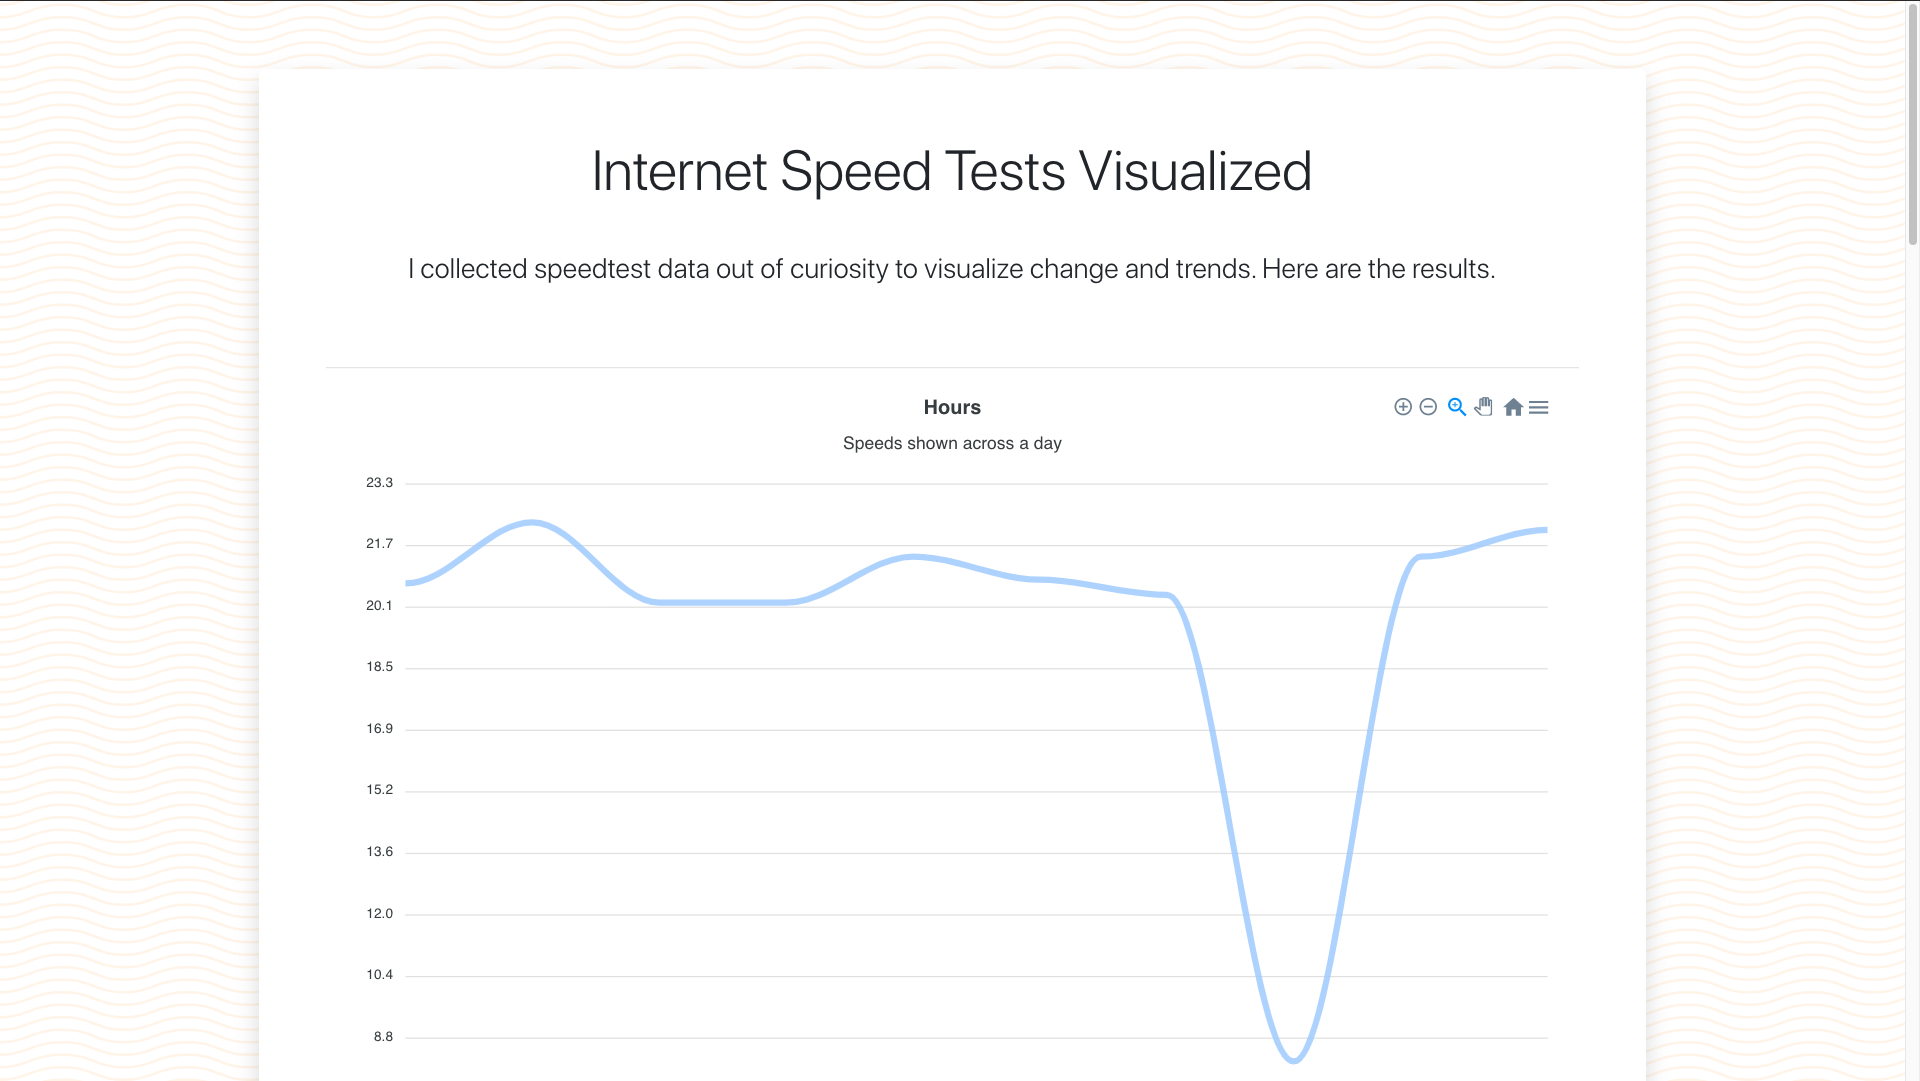 Internet Speed Tests Visualized
I collected speedtest data out of curiosity to visualize change and trends. Here are the results.
Hours
Speeds shown across a day
23.3
21.7
20.1
18.5
16.9
15.2
13.6
12.0
10.4
8.8